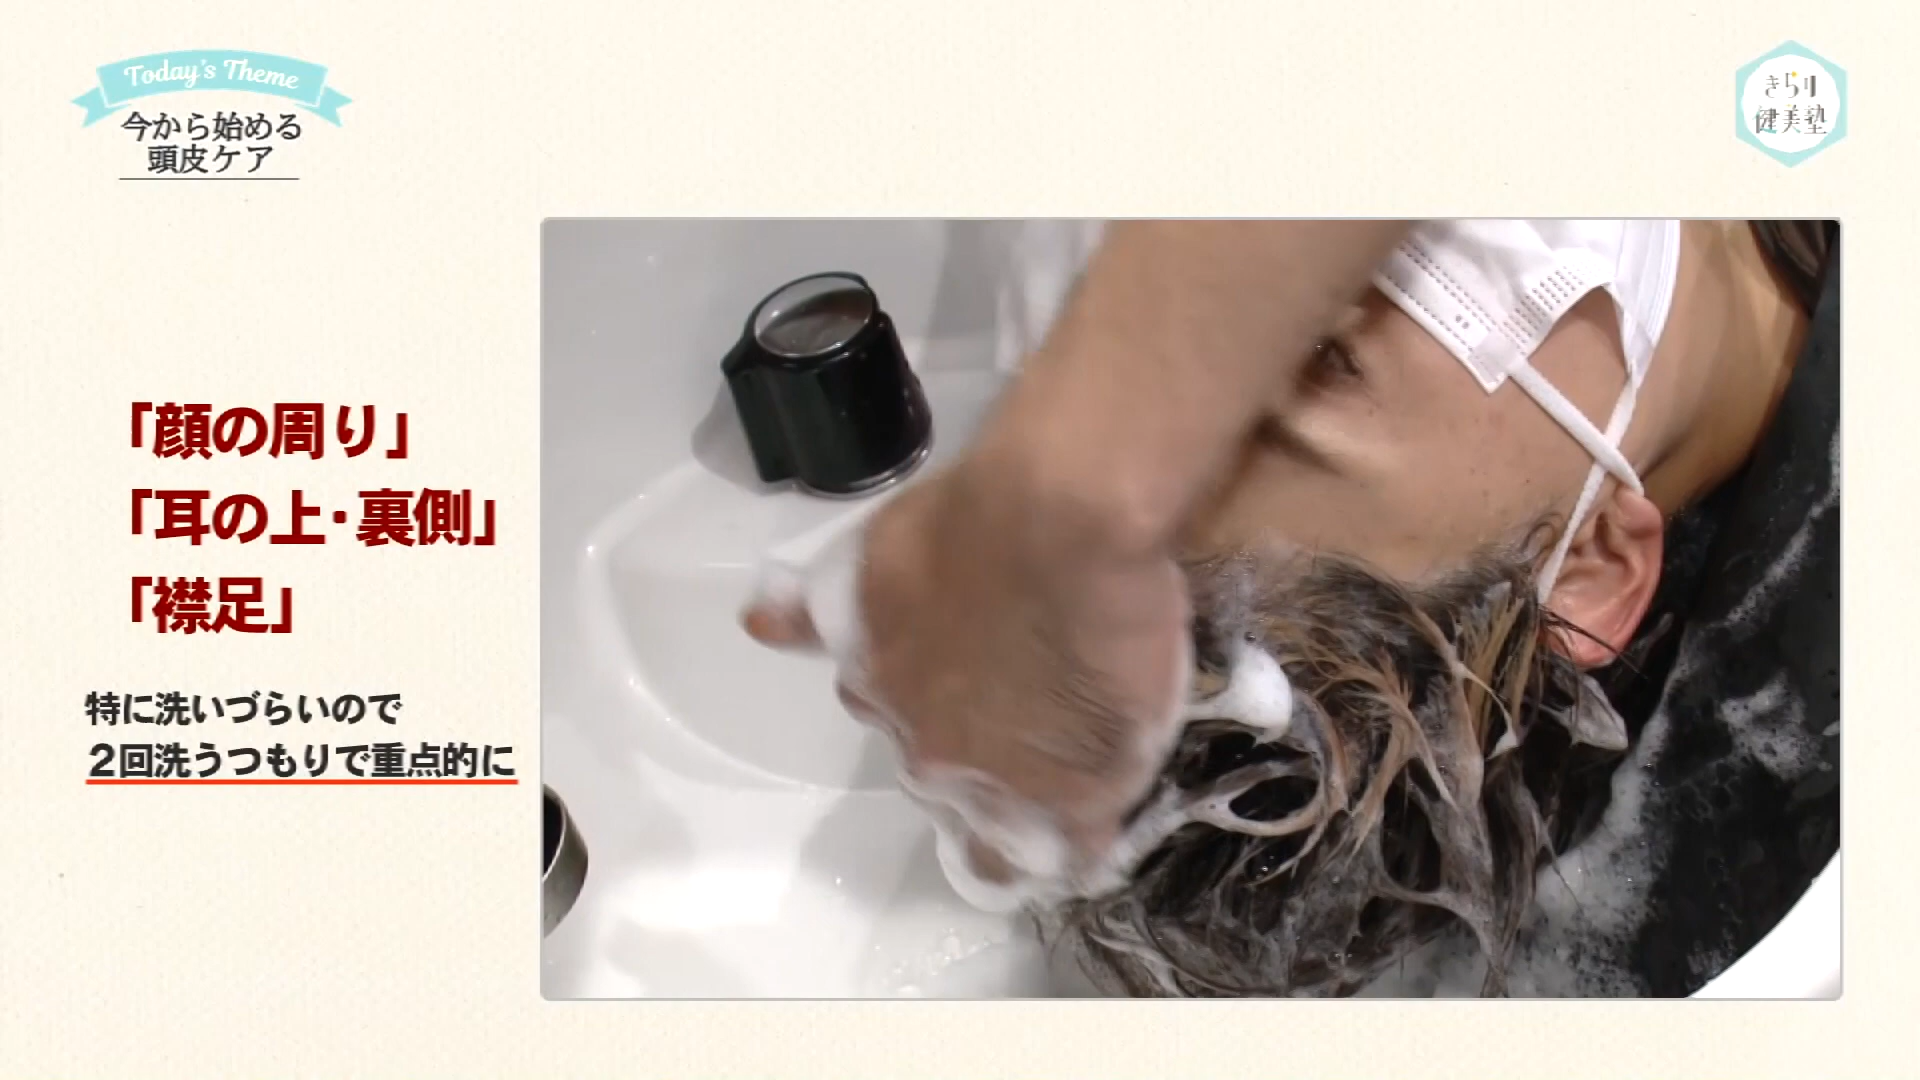 Today's Theme
今から始める
頭皮ケア
きらり
健美塾
「顔の周り」
「耳の上・裏側」
「襟足」
特に洗いづらいので
２回洗うつもりで重点的に